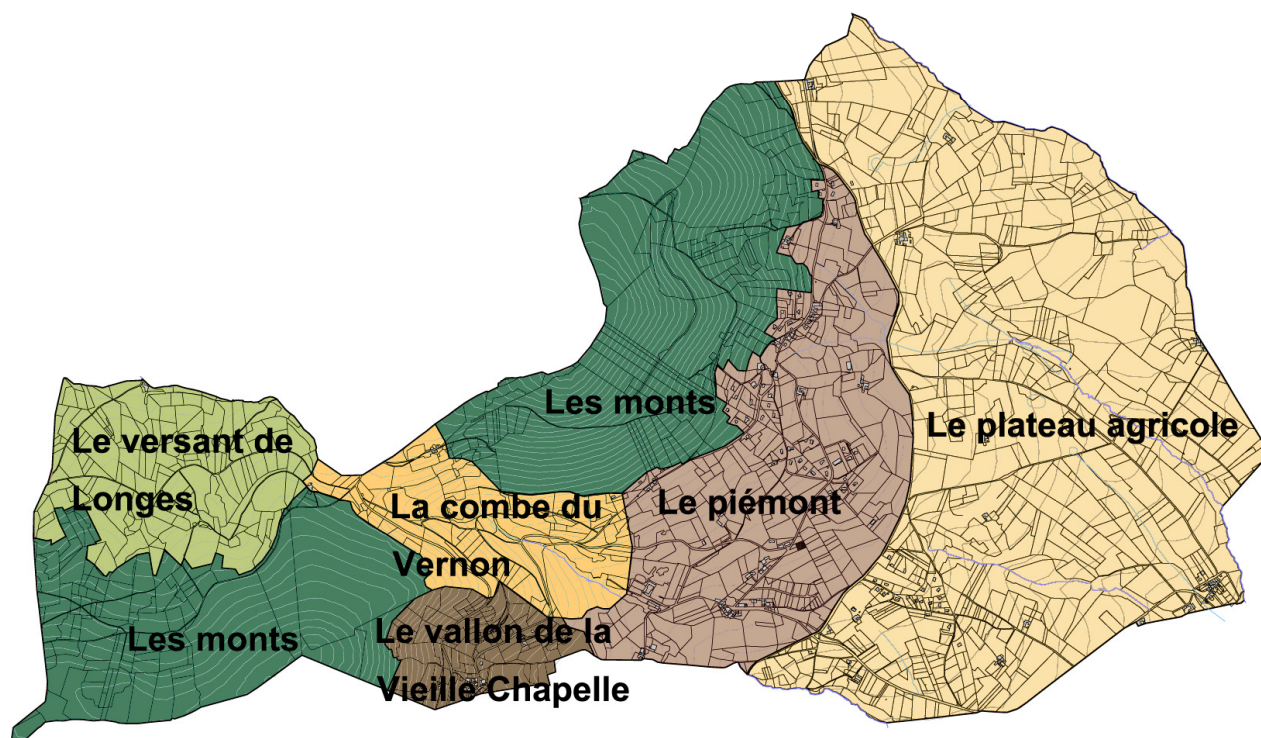 Le versant de
Longes
Les monts
Les monts
La combe du
Vernon
Le vallon de la
Vieille Chapelle
Le piémont
Le plateau agricole